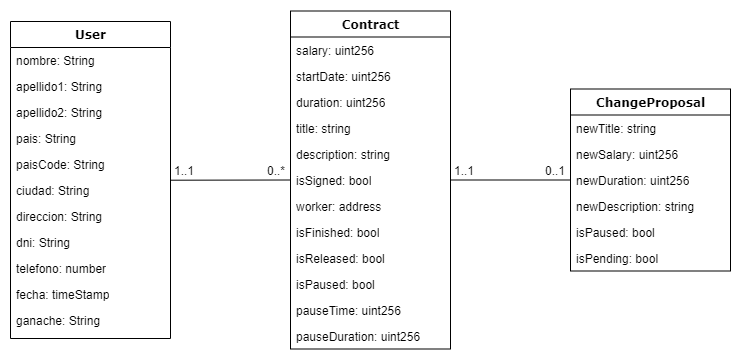 User
nombre: String
apellido1: String
apellido2: String
pais: String
paisCode: String
ciudad: String
direccion: String
dni: String
telefono: number
fecha: timeStamp
ganache: String
1..1
0..*
Contract
salary: uint256
startDate: uint256
duration: uint256
title: string
description: string
isSigned: bool
worker: address
isFinished: bool
isReleased: bool
isPaused: bool
pauseTime: uint256
pauseDuration: uint256
1..1
0..1
ChangeProposal
newTitle: string
newSalary: uint256
newDuration: uint256
newDescription: string
isPaused: bool
isPending: bool